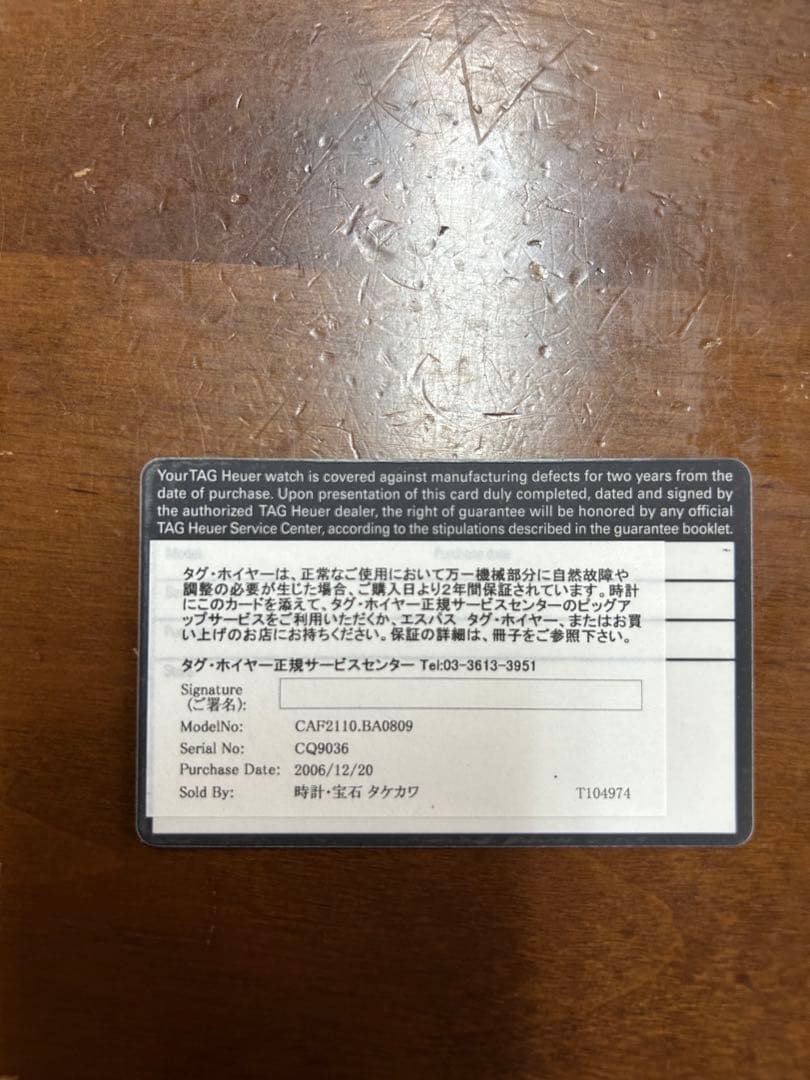 Your TAG Heuer watch is covered against manufacturing defects for two years from the
date of purchase. Upon presentation of this card duly completed, dated and signed by
the authorized TAG Heuer dealer, the right of guarantee will be honored by any official
TAG Heuer Service Center, according to the stipulations described in the guarantee booklet.
タグ・ホイヤーは、正常なご使用において万一機械部分に自然故障や
調整の必要が生じた場合、ご購入日より2年間保証されています。時計
にこのカードを添えて、タグ・ホイヤー正規サービスセンターのピックア
ップサービスをご利用いただくか、エスパス タグ・ホイヤー、またはお買
い上げのお店にお持ちください。保証の詳細は、冊子をご参照下さい。
タグ・ホイヤー正規サービスセンター Tel:03-3613-3951
Signature
(ご署名):
ModelNo: CAF2110.BA0809
Serial No: CQ9036
Purchase Date: 2006/12/20
Sold By: 時計・宝石 タケカワ T104974